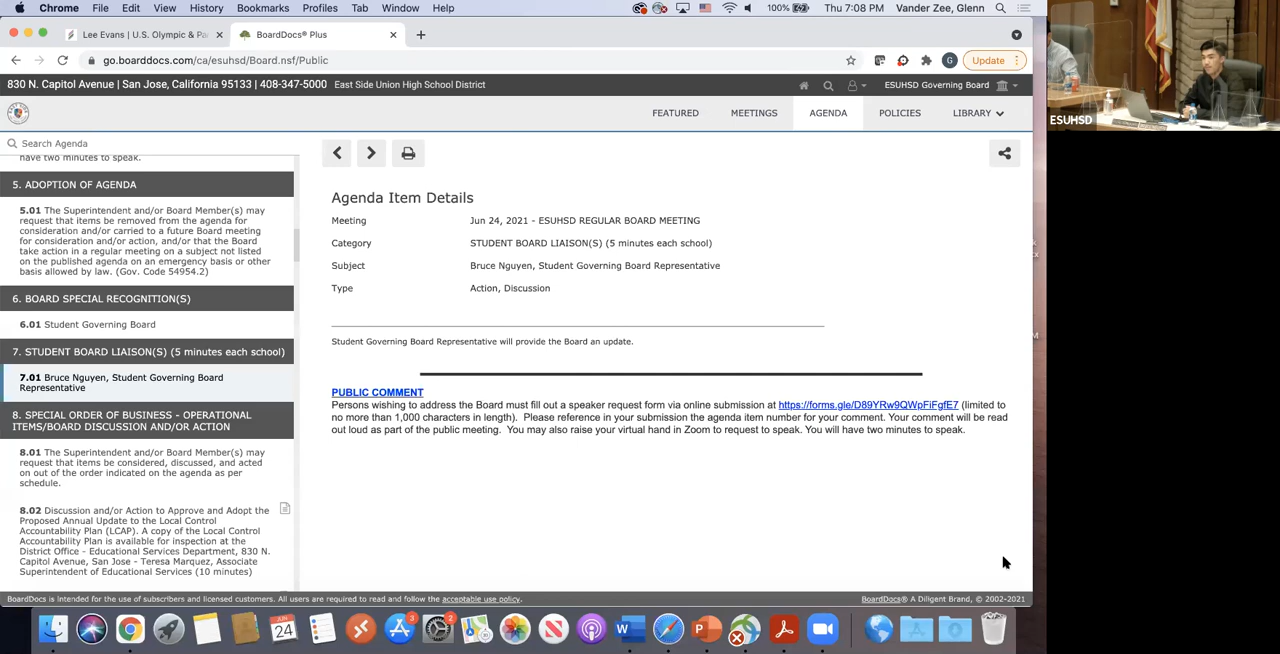 Chrome File Edit View History Bookmarks Profiles Tab Window Help 100% Thu 7:08 PM Vander Zee, Glenn
Lee Evans | U.S. Olympic & Pa
BoardDocs® Plus
go.boarddocs.com/ca/esuhsd/Board.nsf/Public
G
Update
830 N. Capitol Avenue | San Jose, California 95133 | 408-347-5000 East Side Union High School District
ESUHSD Governing Board
FEATURED MEETINGS AGENDA POLICIES LIBRARY
Search Agenda
have two minutes to speak.
5. ADOPTION OF AGENDA
5.01 The Superintendent and/or Board Member(s) may
request that items be removed from the agenda for
consideration and/or carried to a future Board meeting
for consideration and/or action, and/or that the Board
take action in a regular meeting on a subject not listed
on the published agenda on an emergency basis or other
basis allowed by law. (Gov. Code 54954.2)
6. BOARD SPECIAL RECOGNITION(S)
6.01 Student Governing Board
7. STUDENT BOARD LIAISON(S) (5 minutes each school)
7.01 Bruce Nguyen, Student Governing Board
Representative
8. SPECIAL ORDER OF BUSINESS - OPERATIONAL
ITEMS/BOARD DISCUSSION AND/OR ACTION
8.01 The Superintendent and/or Board Member(s) may
request that items be considered, discussed, and acted
on out of the order indicated on the agenda as per
schedule.
8.02 Discussion and/or Action to Approve and Adopt the
Proposed Annual Update to the Local Control
Accountability Plan (LCAP). A copy of the Local Control
Accountability Plan is available for inspection at the
District Office - Educational Services Department, 830 N.
Capitol Avenue, San Jose - Teresa Marquez, Associate
Superintendent of Educational Services (10 minutes)
Agenda Item Details
Meeting Jun 24, 2021 - ESUHSD REGULAR BOARD MEETING
Category STUDENT BOARD LIAISON(S) (5 minutes each school)
Subject Bruce Nguyen, Student Governing Board Representative
Type Action, Discussion
Student Governing Board Representative will provide the Board an update.
PUBLIC COMMENT
Persons wishing to address the Board must fill out a speaker request form via online submission at https://forms.gle/D89YRw9QWpFiFgfE7 (limited to
no more than 1,000 characters in length). Please reference in your submission the agenda item number for your comment. Your comment will be read
out loud as part of the public meeting. You may also raise your virtual hand in Zoom to request to speak. You will have two minutes to speak.
BoardDocs is intended for the use of subscribers and licensed customers. All users are required to read and follow the acceptable use policy.
BoardDocs® A Diligent Brand, © 2002-2021
ESUHSD
JUN
24
3
2
W
P